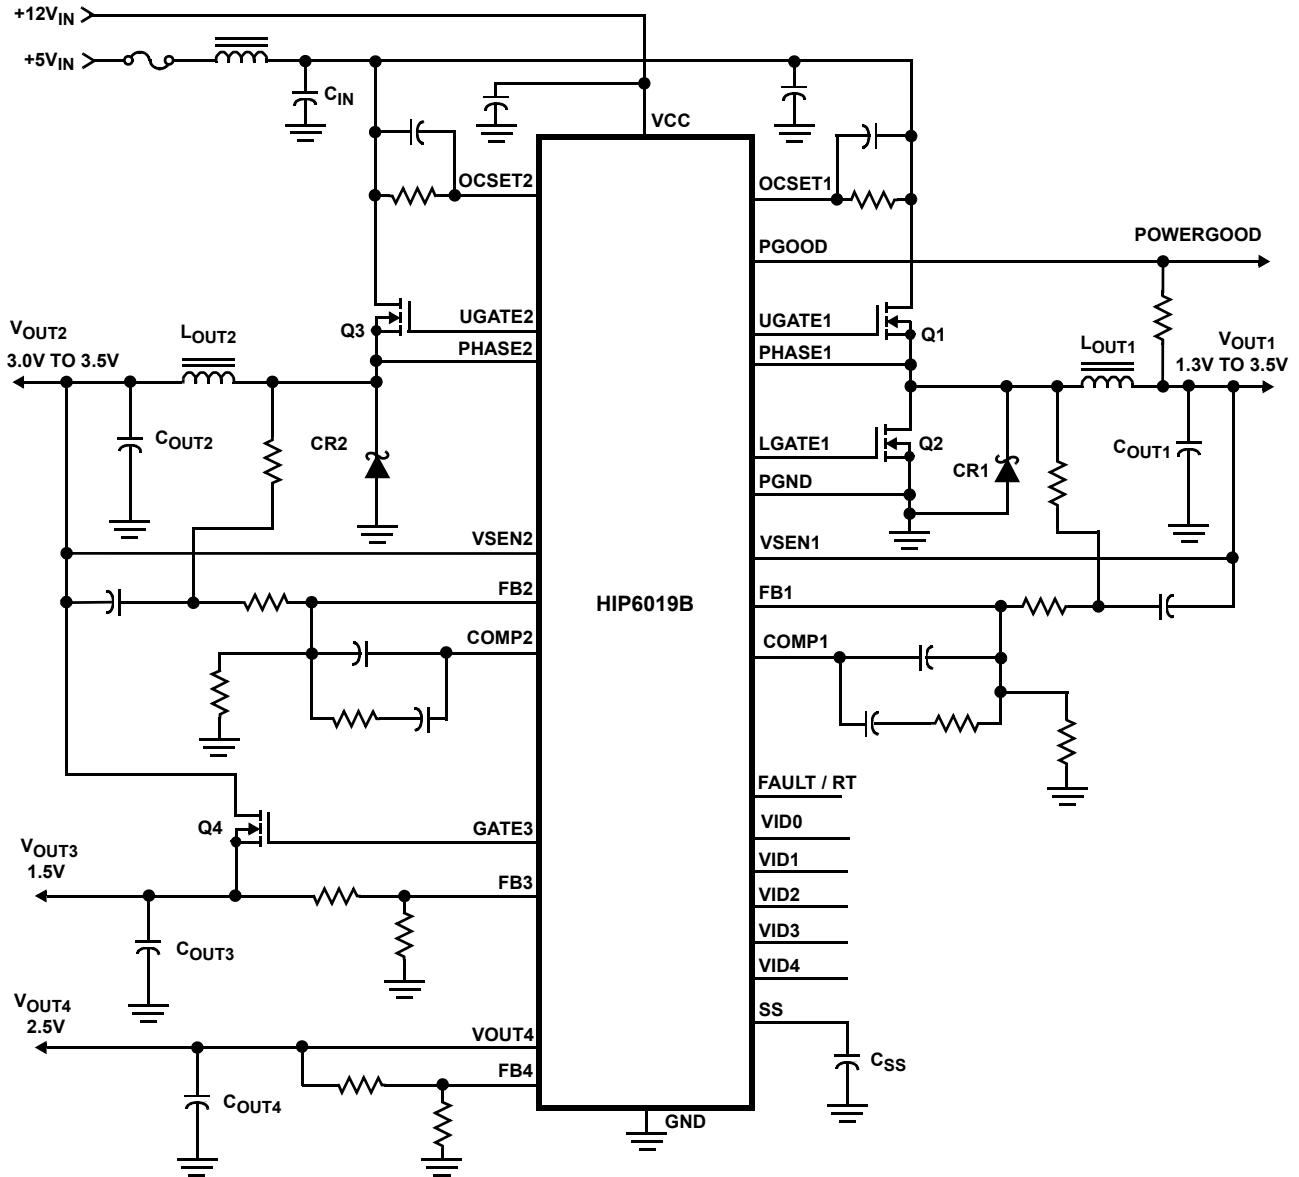 +12VIN
+5VIN
CIN
VCC
OCSET2
OCSET1
PGOOD
POWERGOOD
VOUT2
3.0V TO 3.5V
LOUT2
Q3
UGATE2
PHASE2
UGATE1
PHASE1
Q1
LOUT1
VOUT1
1.3V TO 3.5V
COUT2
CR2
LGATE1
Q2
PGND
CR1
COUT1
VSEN2
VSEN1
FB2
HIP6019B
FB1
COMP2
COMP1
FAULT / RT
Q4
GATE3
VID0
VOUT3
1.5V
VID1
FB3
VID2
COUT3
VID3
VID4
VOUT4
2.5V
SS
VOUT4
FB4
CSS
COUT4
GND